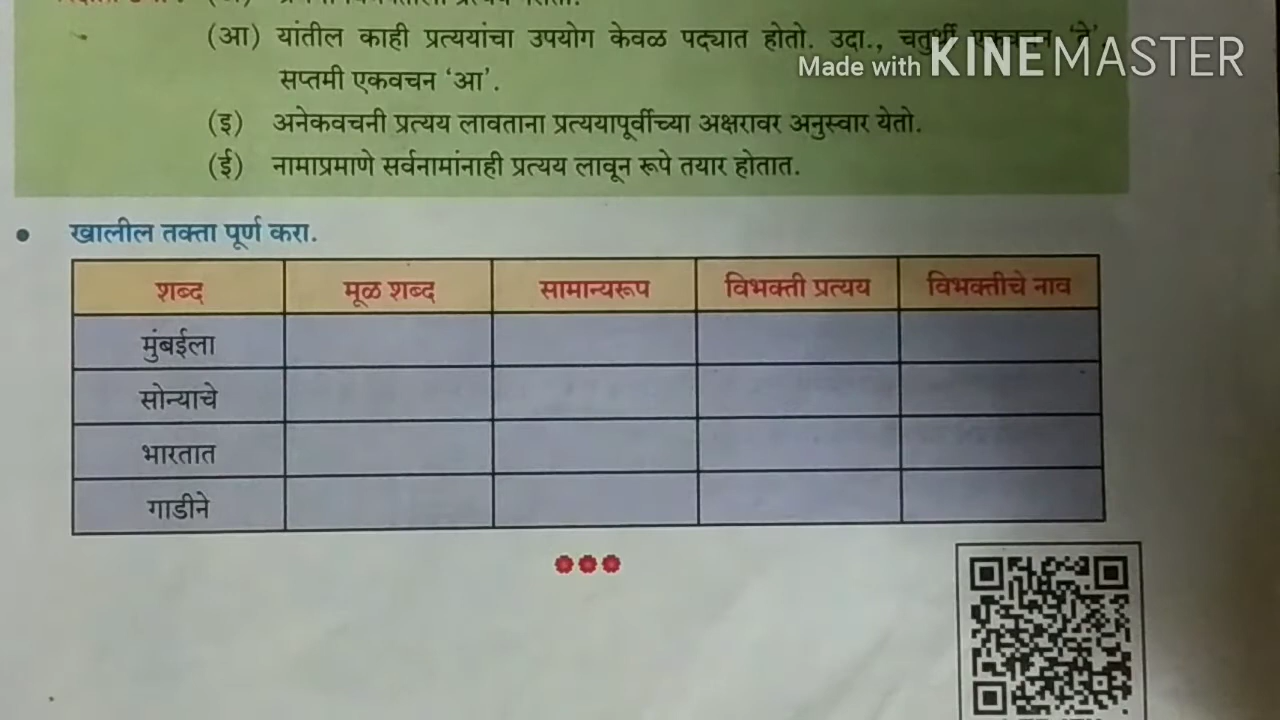 (आ) यांतील काही प्रत्ययांचा उपयोग केवळ पद्यात होतो. उदा., चतुर्थी एकवचन
Made with KINEMASTER
सप्तमी एकवचन ‘आ’.
(इ) अनेकवचनी प्रत्यय लावताना प्रत्ययापूर्वीच्या अक्षरावर अनुस्वार येतो.
(ई) नामाप्रमाणे सर्वनामांनाही प्रत्यय लावून रूपे तयार होतात.
● खालील तक्ता पूर्ण करा.
शब्द मूळ शब्द सामान्यरूप विभक्ती प्रत्यय विभक्तीचे नाव
मुंबईला
सोन्याचे
भारतात
गाडीने